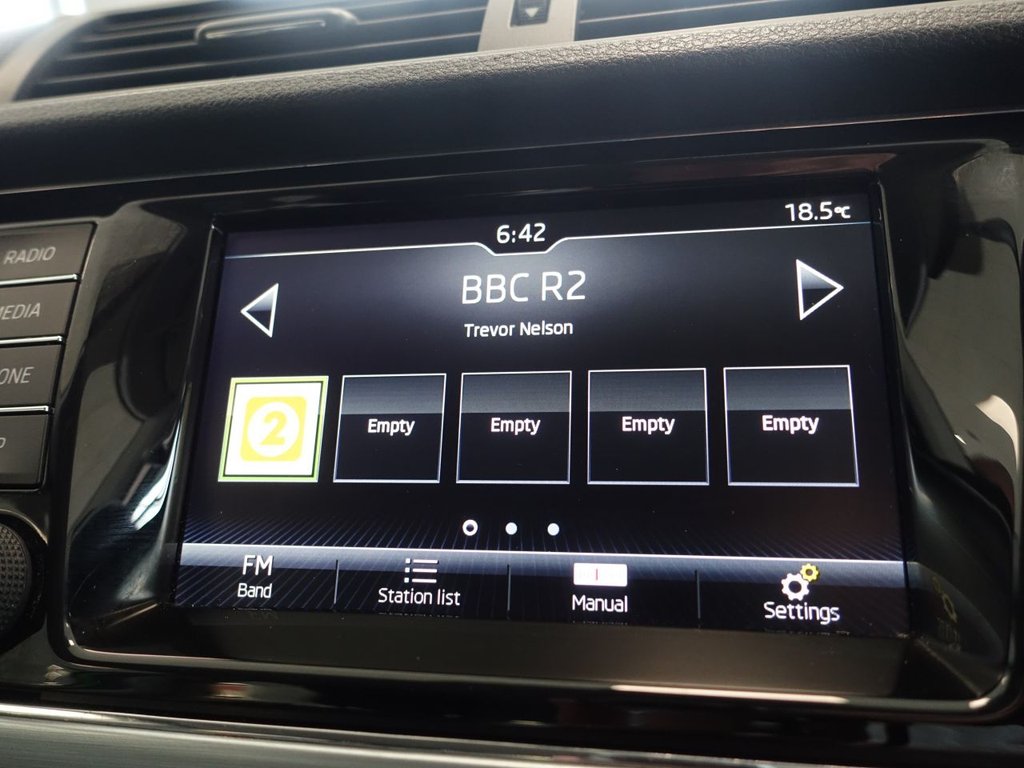 6:42
18.5°C
BBC R2
Trevor Nelson
RADIO
MEDIA
2
Empty
Empty
Empty
Empty
FM
Band
Station list
Manual
Settings